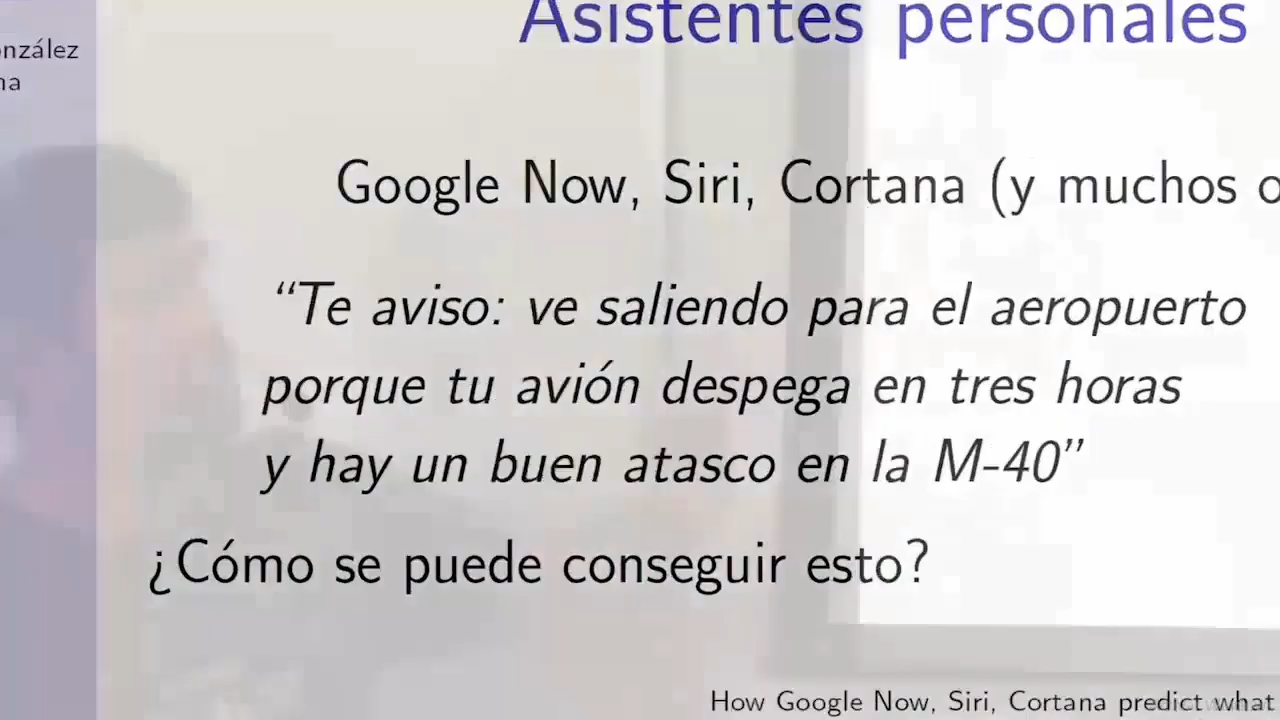 Asistentes personales
onzález
na
Google Now, Siri, Cortana (y muchos o
“Te aviso: ve saliendo para el aeropuerto
porque tu avión despega en tres horas
y hay un buen atasco en la M-40”
¿Cómo se puede conseguir esto?
How Google Now, Siri, Cortana predict what